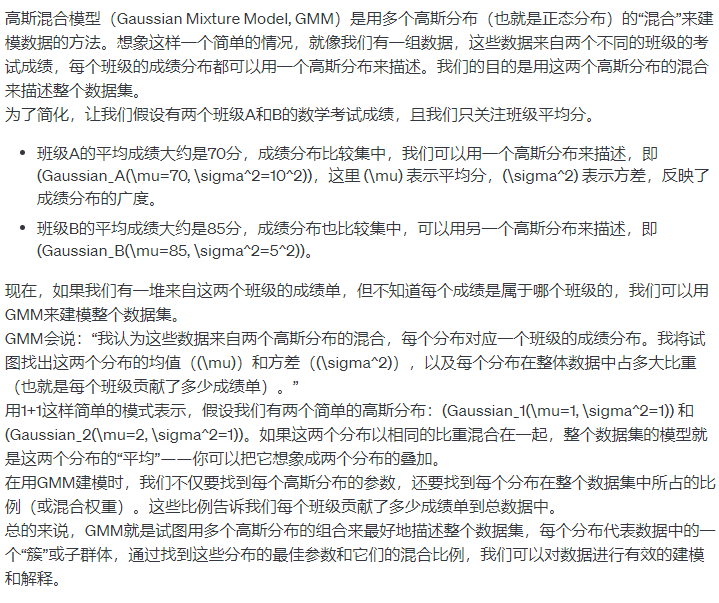 高斯混合模型（Gaussian Mixture Model, GMM）是用多个高斯分布（也就是正态分布）的“混合”来建
模数据的方法。想象这样一个简单的情况，就像我们有一组数据，这些数据来自两个不同的班级的考
试成绩，每个班级的成绩分布都可以用一个高斯分布来描述。我们的目的是用这两个高斯分布的混合
来描述整个数据集。
为了简化，让我们假设有两个班级A和B的数学考试成绩，且我们只关注班级平均分。
• 班级A的平均成绩大约是70分，成绩分布比较集中，我们可以用一个高斯分布来描述，即
(Gaussian_A(\mu=70, \sigma^2=10^2))，这里 (\mu) 表示平均分，(\sigma^2) 表示方差，反映了
成绩分布的广度。
• 班级B的平均成绩大约是85分，成绩分布也比较集中，可以用另一个高斯分布来描述，即
(Gaussian_B(\mu=85, \sigma^2=5^2))。
现在，如果我们有一堆来自这两个班级的成绩单，但不知道每个成绩是属于哪个班级的，我们可以用
GMM来建模整个数据集。
GMM会说：“我认为这些数据来自两个高斯分布的混合，每个分布对应一个班级的成绩分布。我将试
图找出这两个分布的均值（(\mu)）和方差（(\sigma^2)），以及每个分布在整体数据中占多大比重
（也就是每个班级贡献了多少成绩单）。”
用1+1这样简单的模式表示，假设我们有两个简单的高斯分布：(Gaussian_1(\mu=1, \sigma^2=1)) 和
(Gaussian_2(\mu=2, \sigma^2=1))。如果这两个分布以相同的比重混合在一起，整个数据集的模型就
是这两个分布的“平均”——你可以把它想象成两个分布的叠加。
在用GMM建模时，我们不仅要找到每个高斯分布的参数，还要找到每个分布在整个数据集中所占的比
例（或混合权重）。这些比例告诉我们每个班级贡献了多少成绩单到总数据中。
总的来说，GMM就是试图用多个高斯分布的组合来最好地描述整个数据集，每个分布代表数据中的一
个“簇”或子群体，通过找到这些分布的最佳参数和它们的混合比例，我们可以对数据进行有效的建模
和解释。